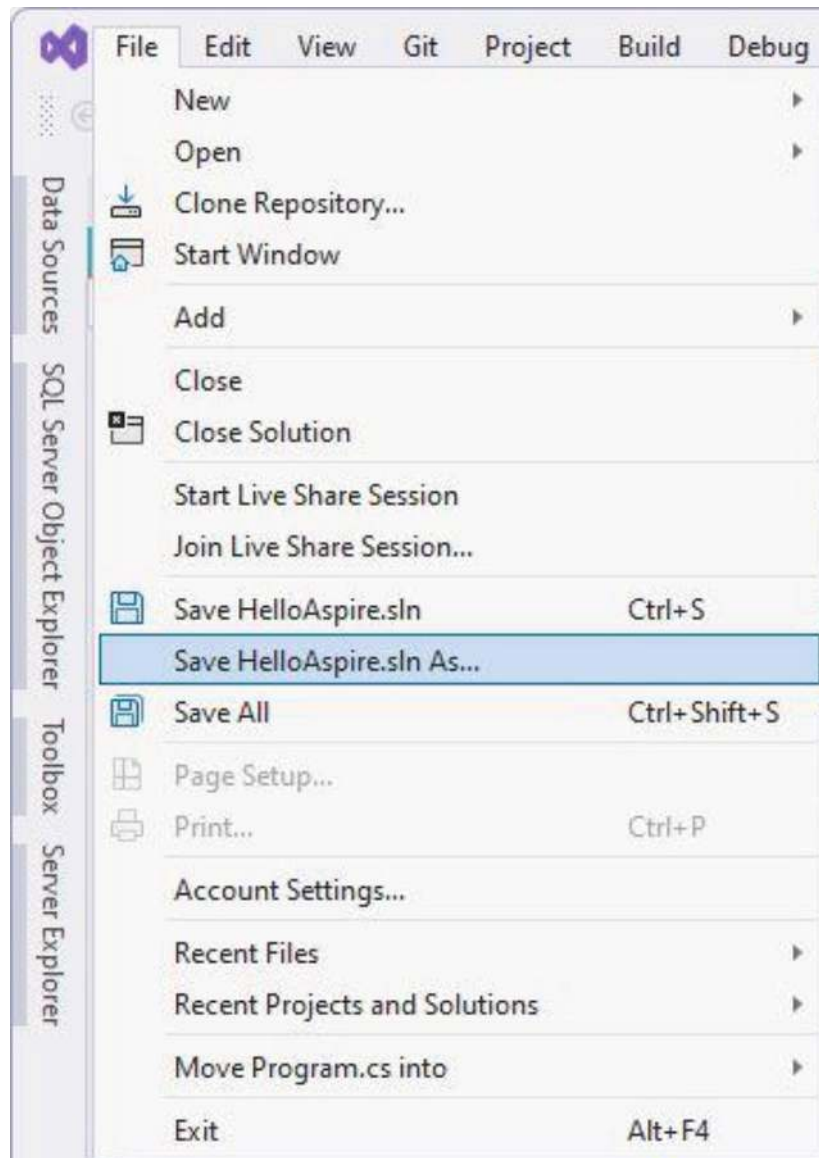 File Edit View Git Project Build Debug
New
Open
Clone Repository...
Start Window
Add
Close
Close Solution
Start Live Share Session
Join Live Share Session...
Save HelloAspire.sln Ctrl+S
Save HelloAspire.sln As...
Save All Ctrl+Shift+S
Page Setup...
Print... Ctrl+P
Account Settings...
Recent Files
Recent Projects and Solutions
Move Program.cs into
Exit Alt+F4
Data Sources
SQL Server Object Explorer
Toolbox
Server Explorer